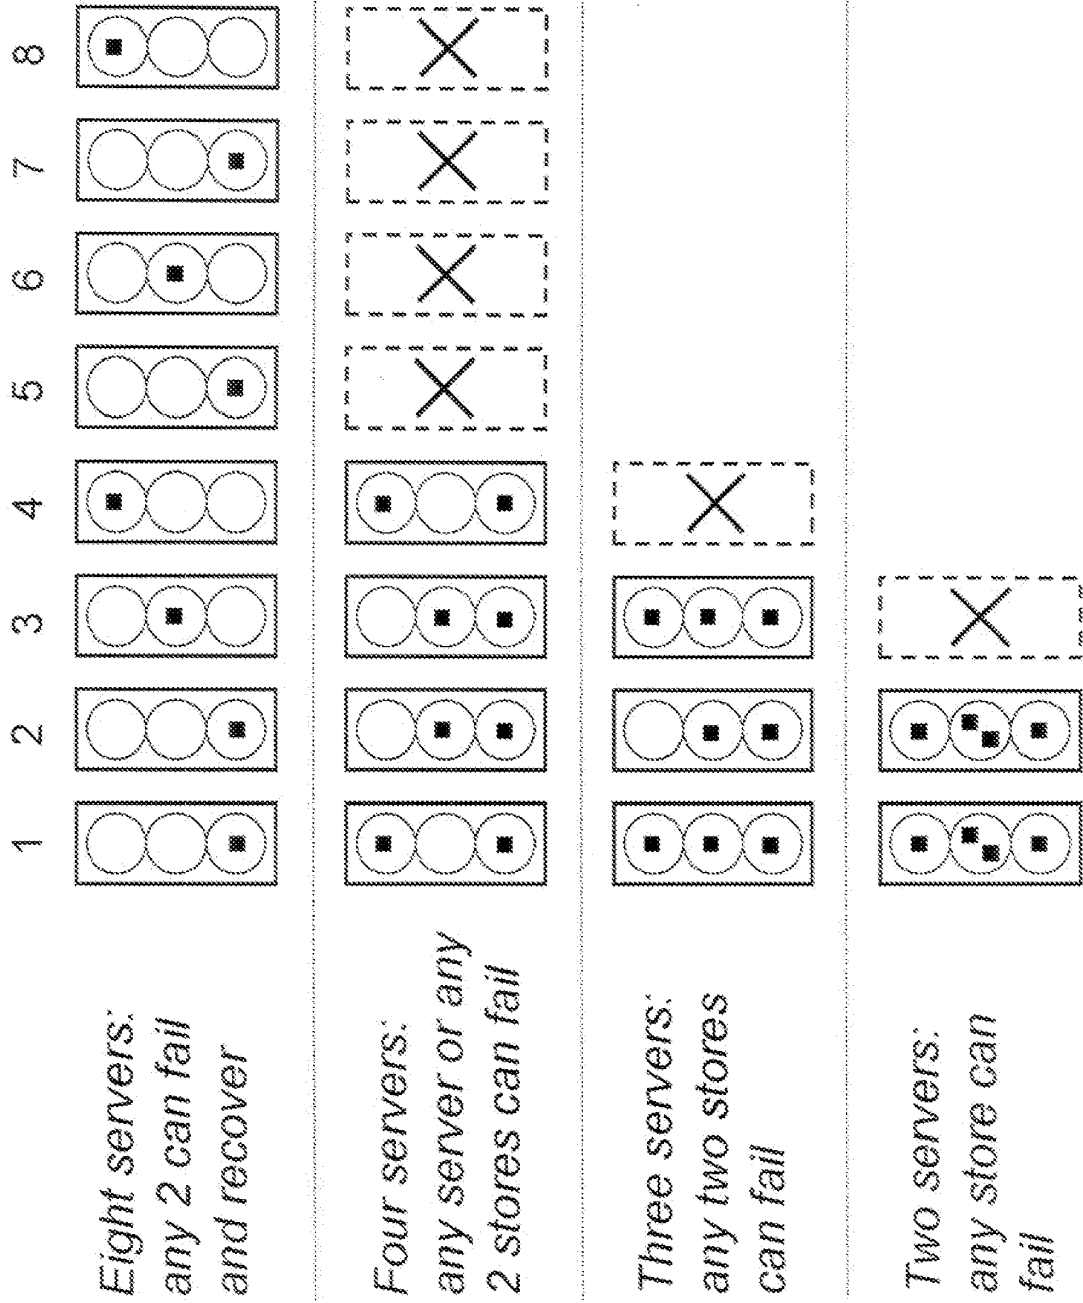 1 2 3 4 5 6 7 8
Eight servers:
any 2 can fail
and recover
Four servers:
any server or any
2 stores can fail
Three servers:
any two stores
can fail
Two servers:
any store can
fail